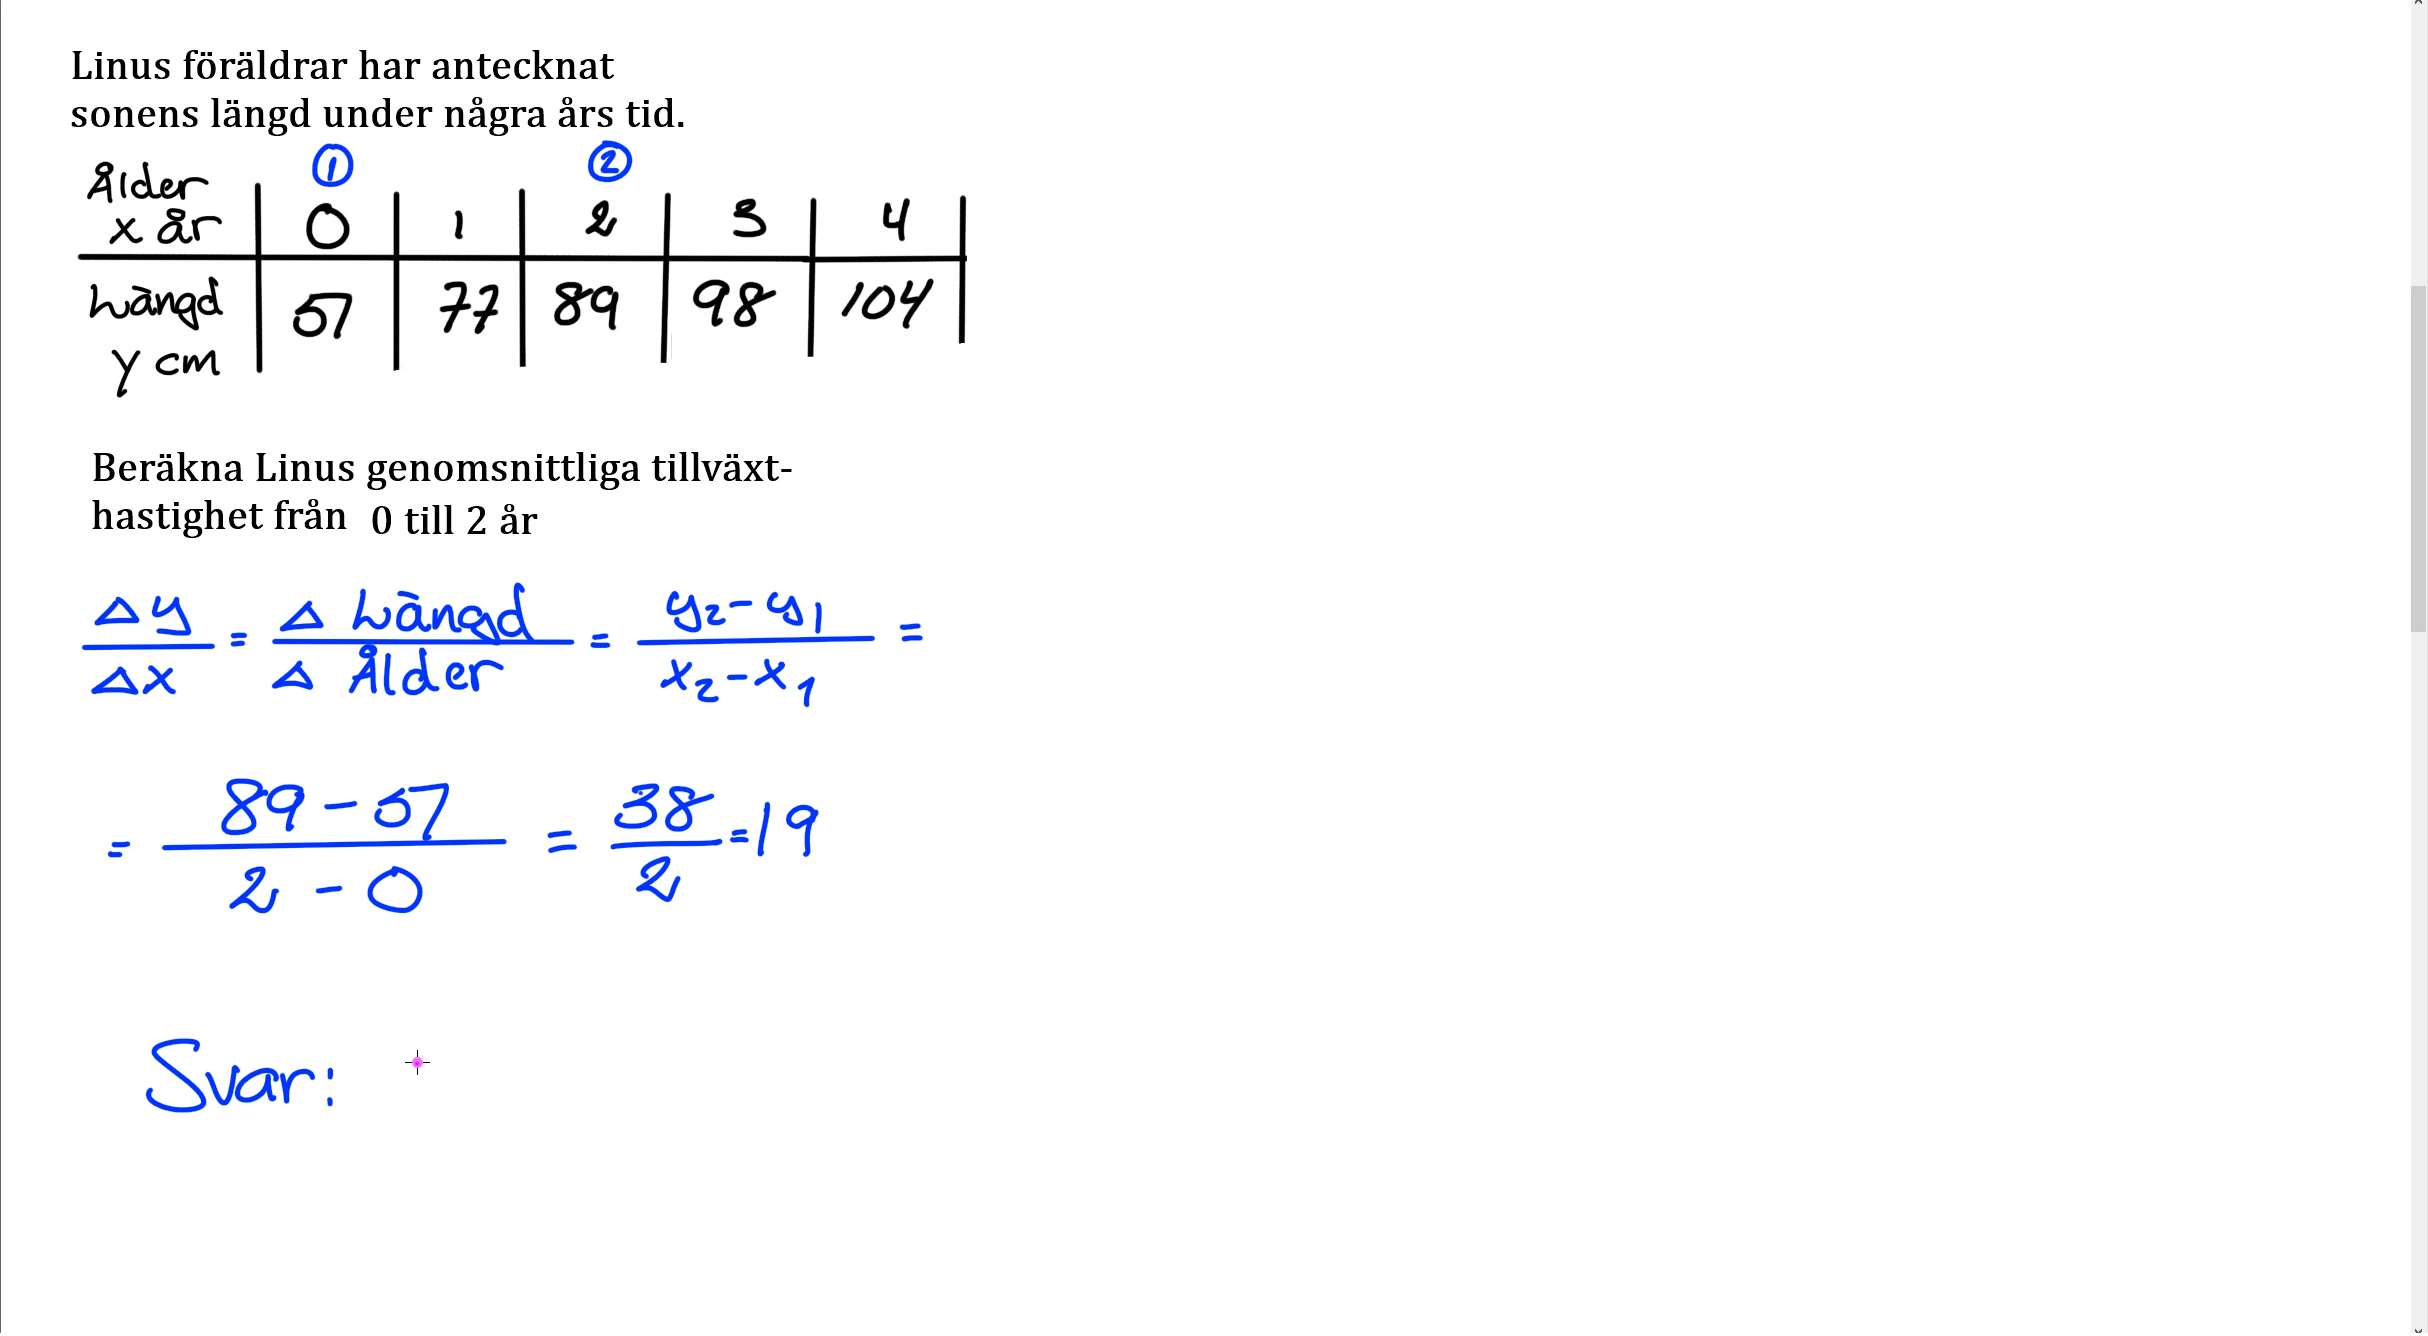 Linus föräldrar har antecknat
sonens längd under några års tid.
① ②
Ålder
x år 0 1 2 3 4
Längd 57 77 89 98 104
y cm
Beräkna Linus genomsnittliga tillväxt-
hastighet från 0 till 2 år
Δy/Δx = Δ Längd/Δ Ålder = y₂-y₁/x₂-x₁ =
= 89-57/2-0 = 38/2 = 19
Svar: